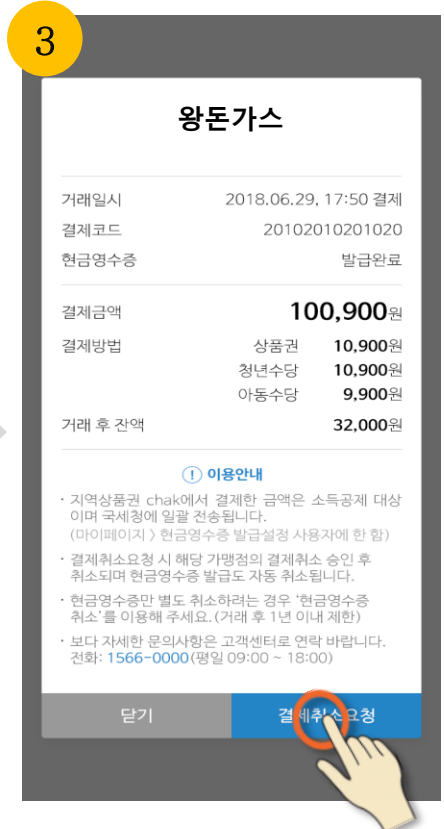 3
왕돈가스
거래일시 2018.06.29, 17:50 결제
결제코드 20102010201020
현금영수증 발급완료
결제금액 100,900원
결제방법 상품권 10,900원
청년수당 10,900원
아동수당 9,900원
거래 후 잔액 32,000원
! 이용안내
· 지역상품권 chak에서 결제한 금액은 소득공제 대상
이며 국세청에 일괄 전송됩니다.
(마이페이지 > 현금영수증 발급설정 사용자에 한 함)
· 결제취소요청 시 해당 가맹점의 결제취소 승인 후
취소되며 현금영수증 발급도 자동 취소됩니다.
· 현금영수증만 별도 취소하려는 경우 ‘현금영수증
취소’를 이용해 주세요.(거래 후 1년 이내 제한)
· 보다 자세한 문의사항은 고객센터로 연락 바랍니다.
전화: 1566-0000(평일 09:00 ~ 18:00)
닫기 결제취소요청